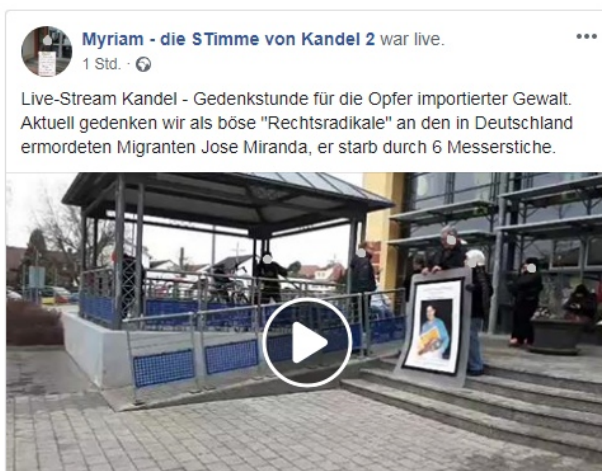 Myriam - die STimme von Kandel 2 war live.
1 Std. ·
Live-Stream Kandel - Gedenkstunde für die Opfer importierter Gewalt.
Aktuell gedenken wir als böse "Rechtsradikale" an den in Deutschland
ermordeten Migranten Jose Miranda, er starb durch 6 Messerstiche.